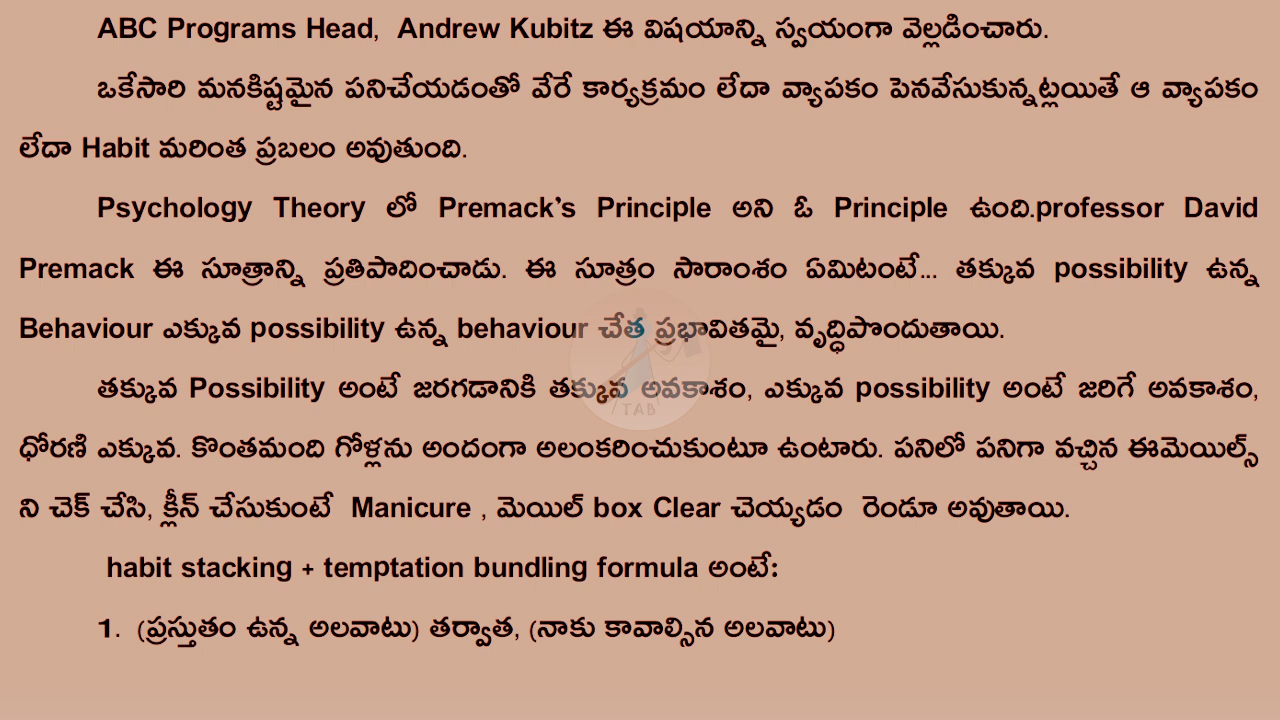 ABC Programs Head, Andrew Kubitz ఈ విషయాన్ని స్వయంగా వెల్లడించారు.
ఒకేసారి మనకిష్టమైన పనిచేయడంతో వేరే కార్యక్రమం లేదా వ్యాపకం పెనవేసుకున్నట్లయితే ఆ వ్యాపకం
లేదా Habit మరింత ప్రబలం అవుతుంది.
Psychology Theory లో Premack’s Principle అని ఓ Principle ఉంది.professor David
Premack ఈ సూత్రాన్ని ప్రతిపాదించాడు. ఈ సూత్రం సారాంశం ఏమిటంటే... తక్కువ possibility ఉన్న
Behaviour ఎక్కువ possibility ఉన్న behaviour చేత ప్రభావితమై, వృద్ధిపొందుతాయి.
తక్కువ Possibility అంటే జరగడానికి తక్కువ అవకాశం, ఎక్కువ possibility అంటే జరిగే అవకాశం,
ధోరణి ఎక్కువ. కొంతమంది గోళ్లను అందంగా అలంకరించుకుంటూ ఉంటారు. పనిలో పనిగా వచ్చిన ఈమెయిల్స్
ని చెక్ చేసి, క్లీన్ చేసుకుంటే Manicure , మెయిల్ box Clear చెయ్యడం రెండూ అవుతాయి.
habit stacking + temptation bundling formula అంటే:
1. (ప్రస్తుతం ఉన్న అలవాటు) తర్వాత, (నాకు కావాల్సిన అలవాటు)
TAB